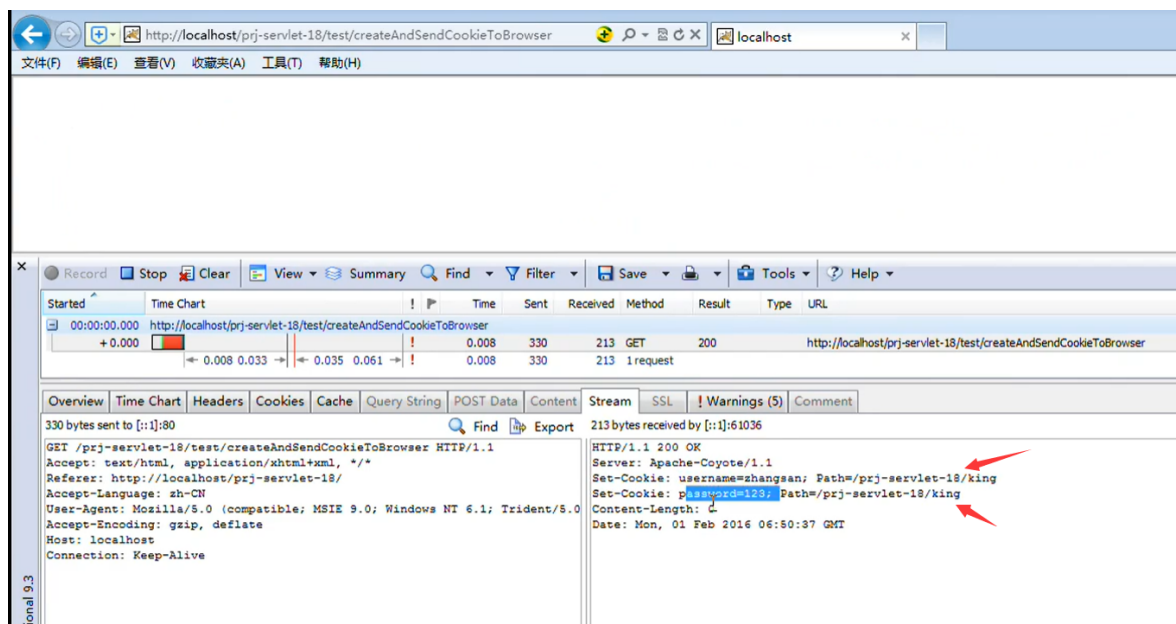 http://localhost/prj-servlet-18/test/createAndSendCookieToBrowser
localhost
文件(F) 编辑(E) 查看(V) 收藏夹(A) 工具(T) 帮助(H)
Record Stop Clear View Summary Find Filter Save Tools Help
Started Time Chart ! Time Sent Received Method Result Type URL
00:00:00.000 http://localhost/prj-servlet-18/test/createAndSendCookieToBrowser
+ 0.000 ! 0.008 330 213 GET 200 http://localhost/prj-servlet-18/test/createAndSendCookieToBrowser
0.008 0.033 0.035 0.061 ! 0.008 330 213 1 request
Overview Time Chart Headers Cookies Cache Query String POST Data Content Stream SSL ! Warnings (5) Comment
330 bytes sent to [::1]:80 Find Export 213 bytes received by [::1]:61036
GET /prj-servlet-18/test/createAndSendCookieToBrowser HTTP/1.1
Accept: text/html, application/xhtml+xml, */*
Referer: http://localhost/prj-servlet-18/
Accept-Language: zh-CN
User-Agent: Mozilla/5.0 (compatible; MSIE 9.0; Windows NT 6.1; Trident/5.0
Accept-Encoding: gzip, deflate
Host: localhost
Connection: Keep-Alive
HTTP/1.1 200 OK
Server: Apache-Coyote/1.1
Set-Cookie: username=zhangsan; Path=/prj-servlet-18/king
Set-Cookie: password=123; Path=/prj-servlet-18/king
Content-Length:
Date: Mon, 01 Feb 2016 06:50:37 GMT
ional 9.3